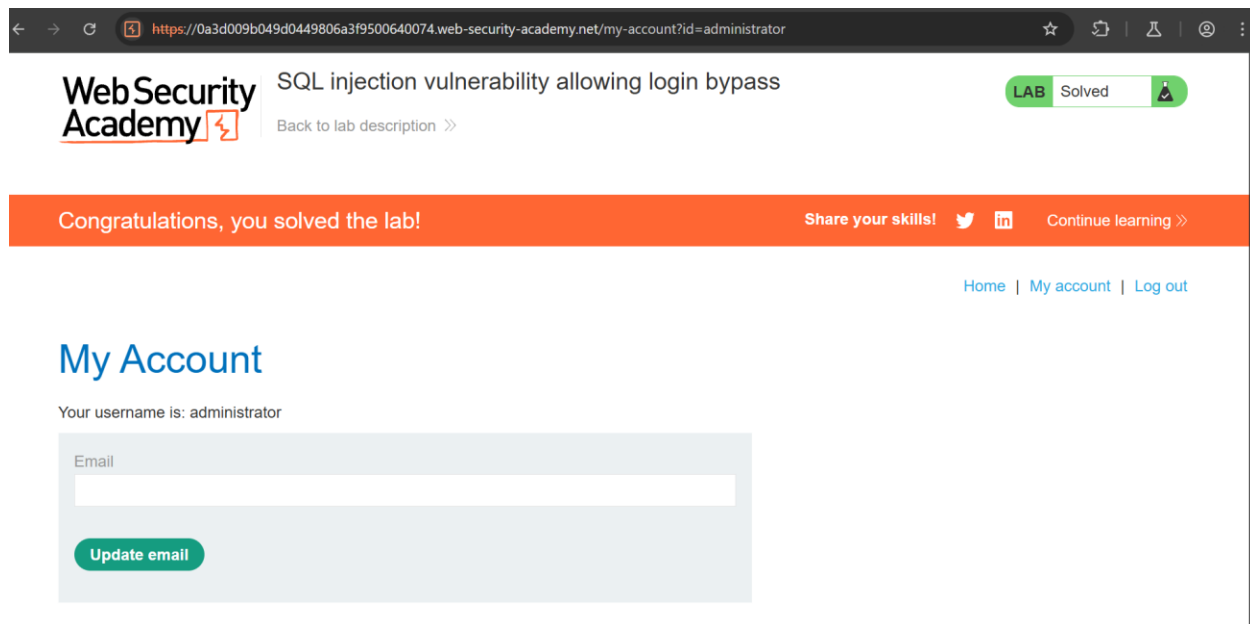 https://0a3d009b049d0449806a3f9500640074.web-security-academy.net/my-account?id=administrator
Web Security
Academy
SQL injection vulnerability allowing login bypass
Back to lab description
LAB Solved
Congratulations, you solved the lab!
Share your skills!
in
Continue learning
Home | My account | Log out
My Account
Your username is: administrator
Email
Update email